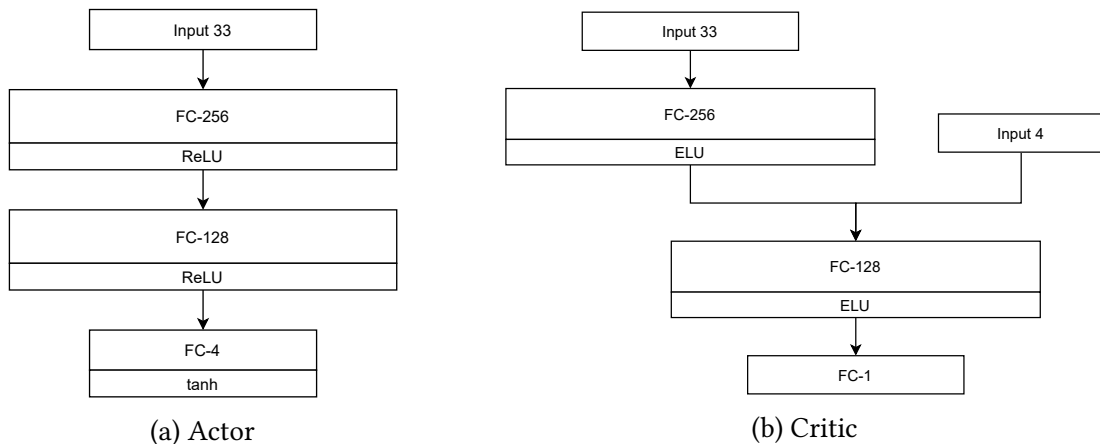 Input 33
FC-256
ReLU
FC-128
ReLU
FC-4
tanh
(a) Actor
Input 33
FC-256
ELU
Input 4
FC-128
ELU
FC-1
(b) Critic